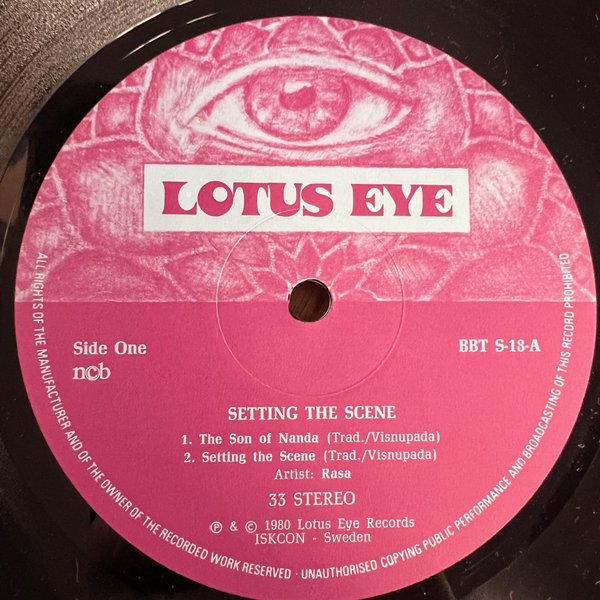 LOTUS EYE
Side One
ncb
BBT S-13-A
SETTING THE SCENE
1. The Son of Nanda (Trad./Visnupada)
2. Setting the Scene (Trad./Visnupada)
Artist: Rasa
33 STEREO
Ⓟ & © 1980 Lotus Eye Records
ISKCON - Sweden
ALL RIGHTS OF THE MANUFACTURER AND OF THE OWNER OF THE RECORDED WORK RESERVED · UNAUTHORISED COPYING PUBLIC PERFORMANCE AND BROADCASTING OF THIS RECORD PROHIBITED